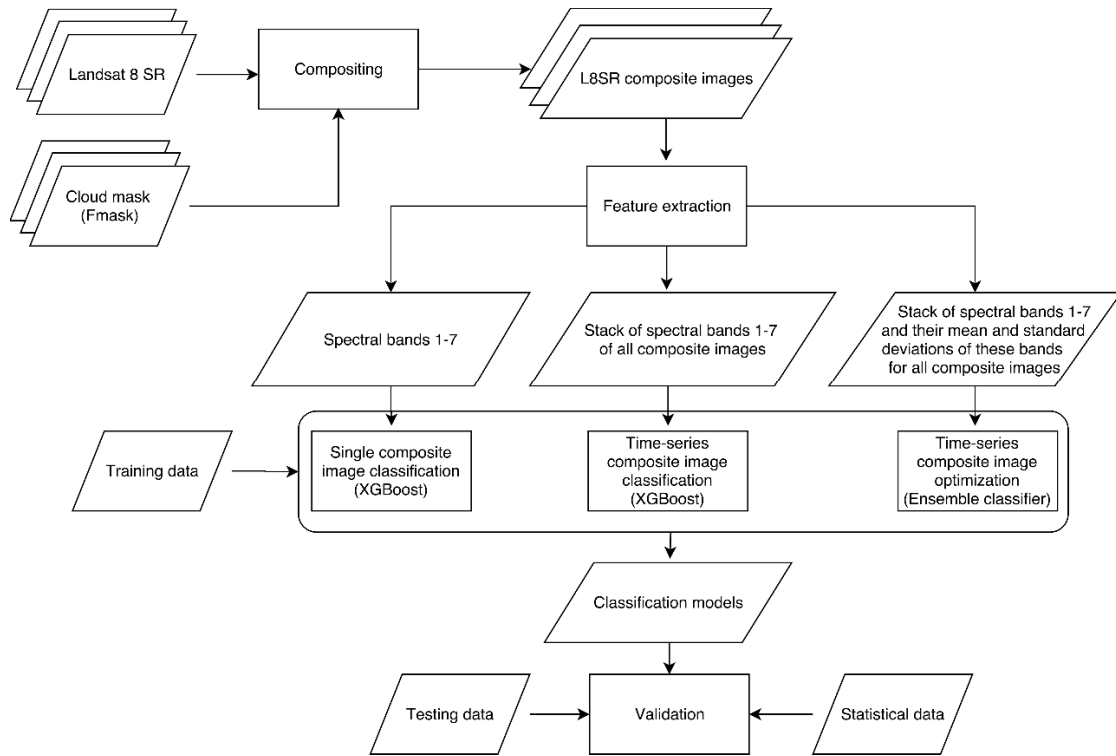 Landsat 8 SR
Compositing
L8SR composite images
Cloud mask
(Fmask)
Feature extraction
Spectral bands 1-7
Stack of spectral bands 1-7
of all composite images
Stack of spectral bands 1-7
and their mean and standard
deviations of these bands
for all composite images
Training data
Single composite
image classification
(XGBoost)
Time-series
composite image
classification
(XGBoost)
Time-series
composite image
optimization
(Ensemble classifier)
Classification models
Testing data
Validation
Statistical data